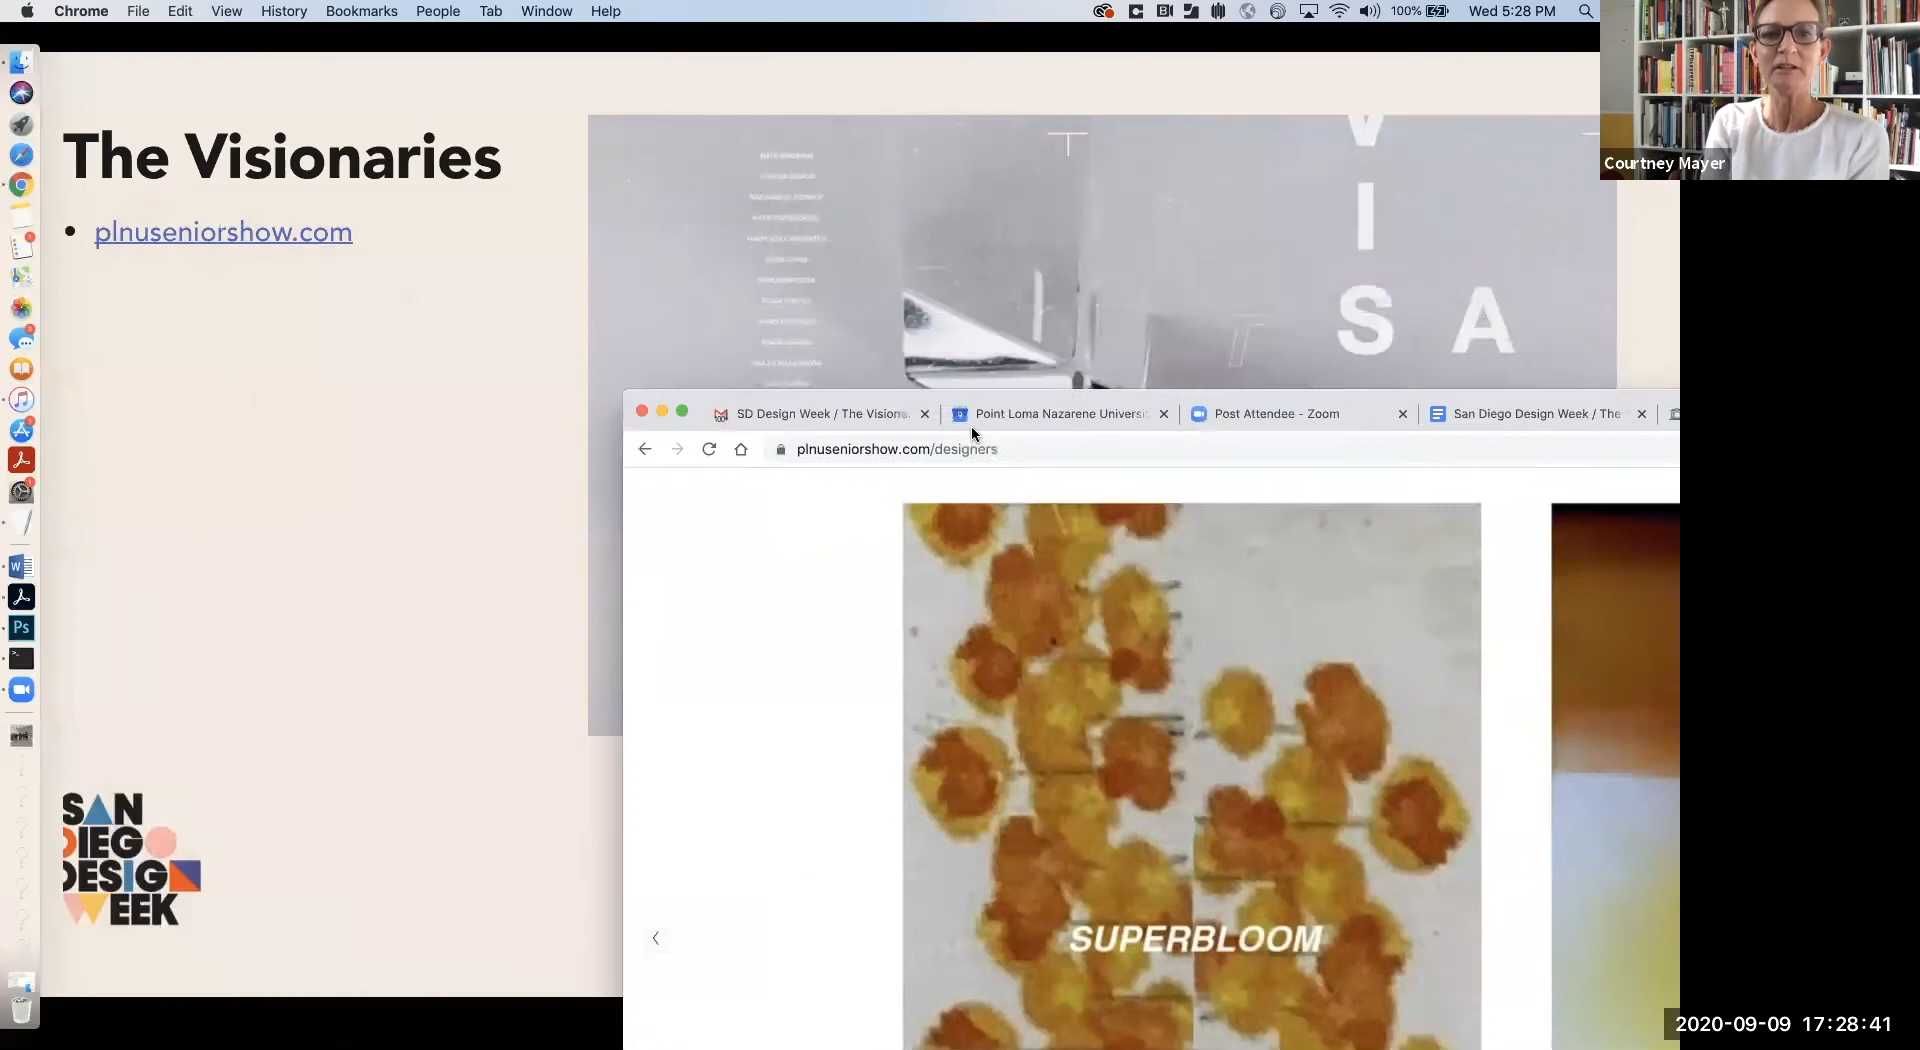 Chrome File Edit View History Bookmarks People Tab Window Help
100% Wed 5:28 PM
Courtney Mayer
The Visionaries
• plnuseniorshow.com
T
V
I
S A
SD Design Week / The Visiona
Point Loma Nazarene Universi
Post Attendee - Zoom
San Diego Design Week / The
plnuseniorshow.com/designers
SUPERBLOOM
SAN
DIEGO
DESIGN
WEEK
W
Ps
2020-09-09 17:28:41